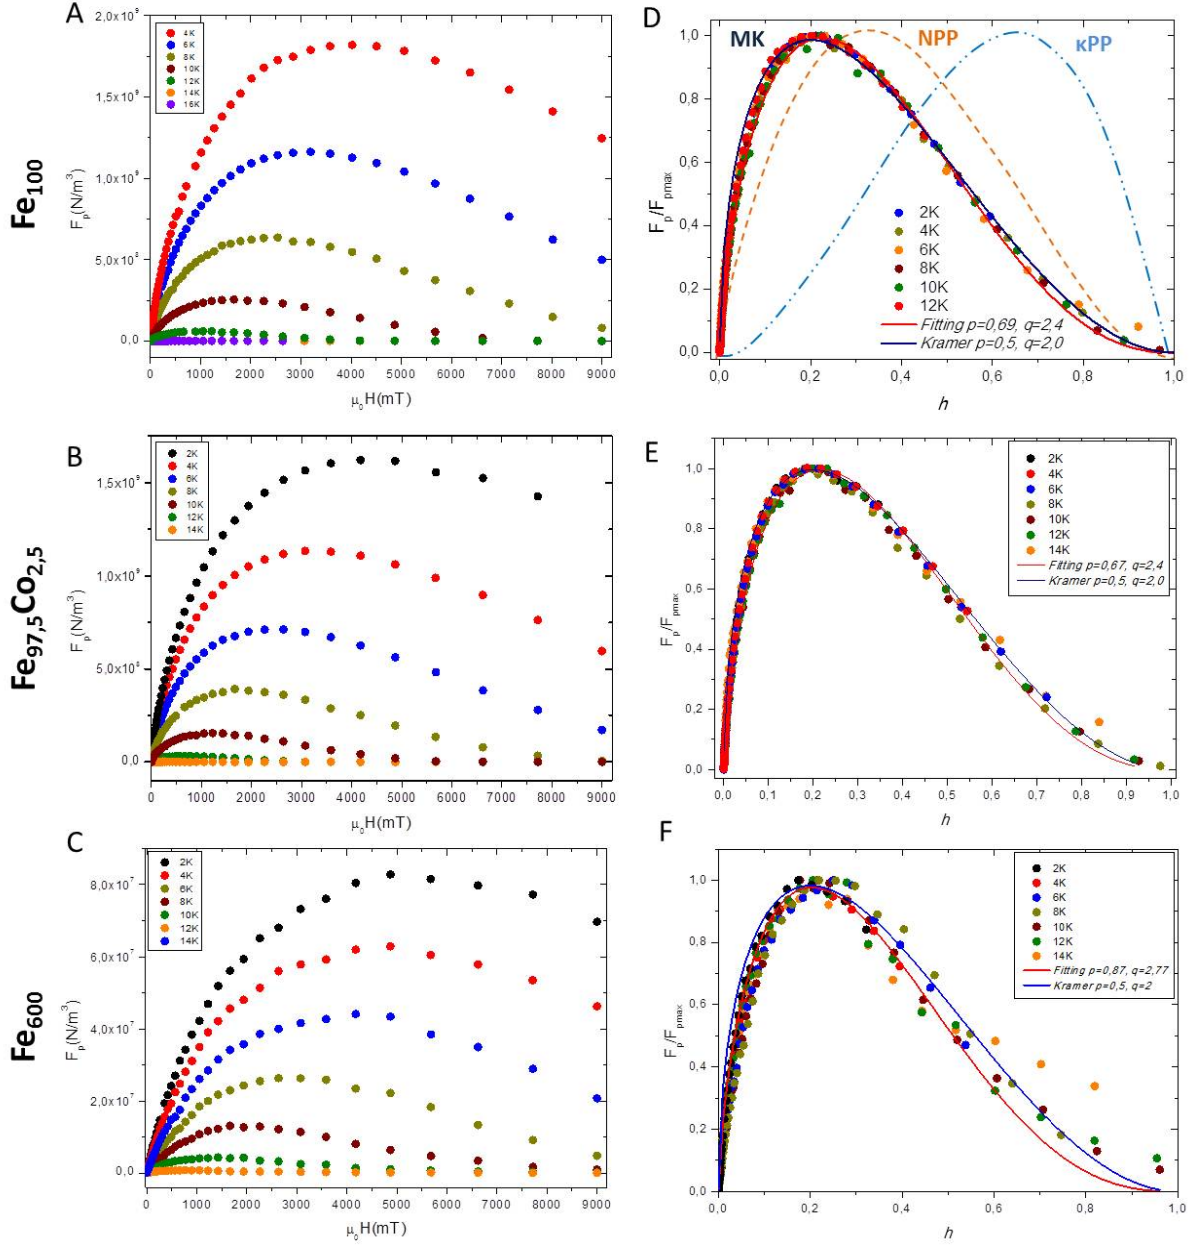 A
2,0x10⁹
1,5x10⁹
1,0x10⁹
5,0x10⁸
0,0
Fₚ(N/m³)
4K
6K
8K
10K
12K
14K
16K
0 1000 2000 3000 4000 5000 6000 7000 8000 9000
μ₀H(mT)
Fe₁₀₀
D
1,0
0,8
0,6
0,4
0,2
0,0
Fₚ/Fₚₘₐₓ
MK NPP κPP
2K
4K
6K
8K
10K
12K
Fitting p=0,69, q=2,4
Kramer p=0,5, q=2,0
0,0 0,2 0,4 0,6 0,8 1,0
h
B
1,5x10⁹
1,0x10⁹
5,0x10⁸
0,0
Fₚ(N/m³)
2K
4K
6K
8K
10K
12K
14K
0 1000 2000 3000 4000 5000 6000 7000 8000 9000
μ₀H(mT)
Fe₉₇,₅Co₂,₅
E
1,0
0,8
0,6
0,4
0,2
0,0
Fₚ/Fₚₘₐₓ
2K
4K
6K
8K
10K
12K
14K
Fitting p=0,67, q=2,4
Kramer p=0,5, q=2,0
0,0 0,1 0,2 0,3 0,4 0,5 0,6 0,7 0,8 0,9 1,0
h
C
8,0x10⁷
6,0x10⁷
4,0x10⁷
2,0x10⁷
0,0
Fₚ(N/m³)
2K
4K
6K
8K
10K
12K
14K
0 1000 2000 3000 4000 5000 6000 7000 8000 9000
μ₀H(mT)
Fe₆₀₀
F
1,0
0,8
0,6
0,4
0,2
0,0
Fₚ/Fₚₘₐₓ
2K
4K
6K
8K
10K
12K
14K
Fitting p=0,87, q=2,77
Kramer p=0,5, q=2
0,0 0,2 0,4 0,6 0,8 1,0
h